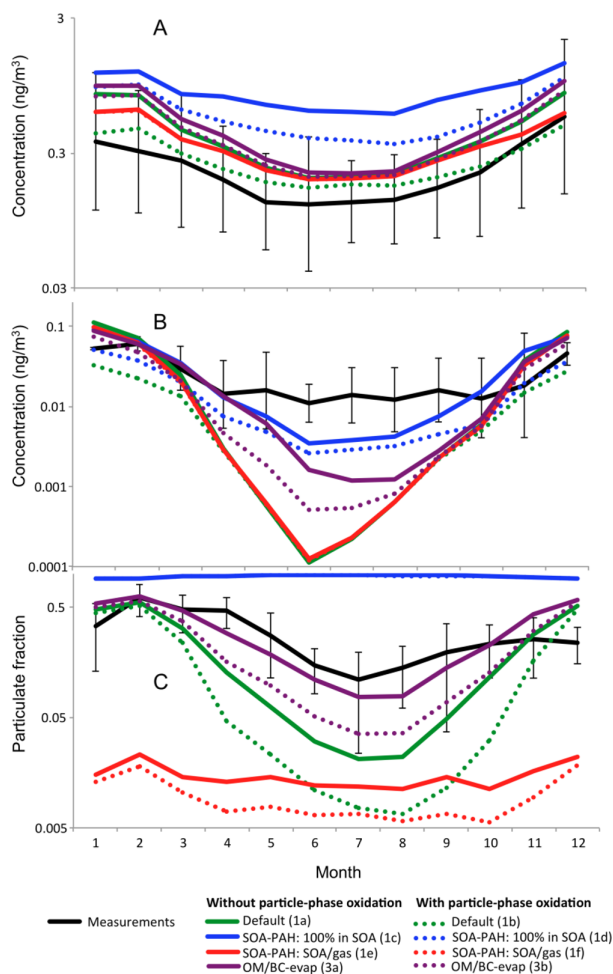 3
A
Concentration (ng/m³)
0.3
0.03
B
0.1
Concentration (ng/m³)
0.01
0.001
0.0001
0.5
Particulate fraction
C
0.05
0.005
1 2 3 4 5 6 7 8 9 10 11 12
Month
Without particle-phase oxidation With particle-phase oxidation
Measurements Default (1a) Default (1b)
SOA-PAH: 100% in SOA (1c) SOA-PAH: 100% in SOA (1d)
SOA-PAH: SOA/gas (1e) SOA-PAH: SOA/gas (1f)
OM/BC-evap (3a) OM/BC-evap (3b)